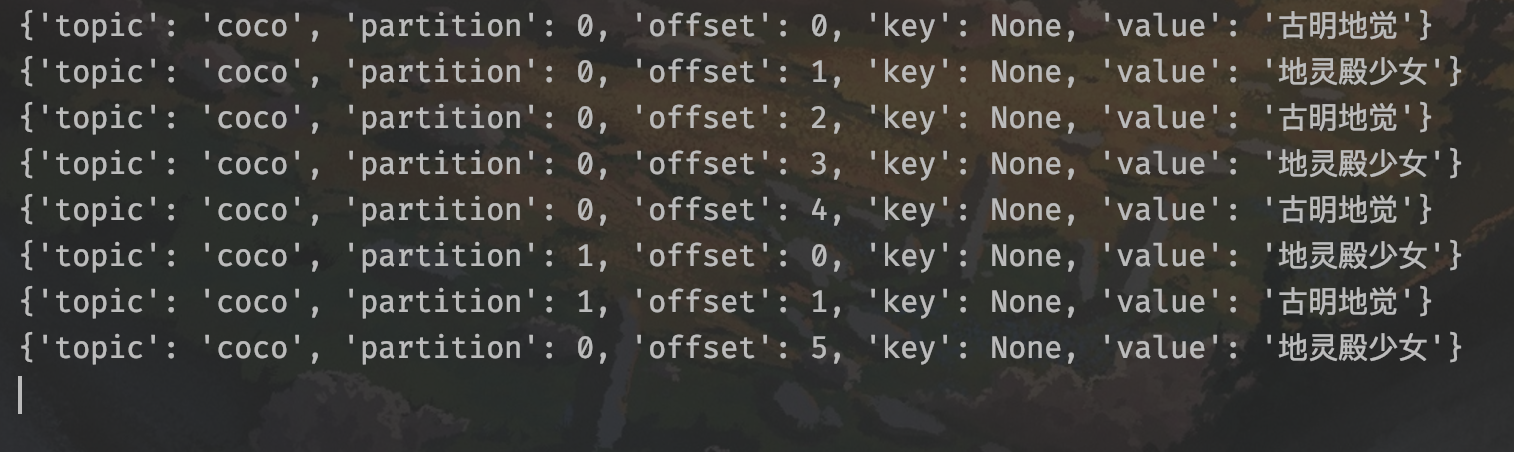 {'topic': 'coco', 'partition': 0, 'offset': 0, 'key': None, 'value': '古明地觉'}
{'topic': 'coco', 'partition': 0, 'offset': 1, 'key': None, 'value': '地灵殿少女'}
{'topic': 'coco', 'partition': 0, 'offset': 2, 'key': None, 'value': '古明地觉'}
{'topic': 'coco', 'partition': 0, 'offset': 3, 'key': None, 'value': '地灵殿少女'}
{'topic': 'coco', 'partition': 0, 'offset': 4, 'key': None, 'value': '古明地觉'}
{'topic': 'coco', 'partition': 1, 'offset': 0, 'key': None, 'value': '地灵殿少女'}
{'topic': 'coco', 'partition': 1, 'offset': 1, 'key': None, 'value': '古明地觉'}
{'topic': 'coco', 'partition': 0, 'offset': 5, 'key': None, 'value': '地灵殿少女'}